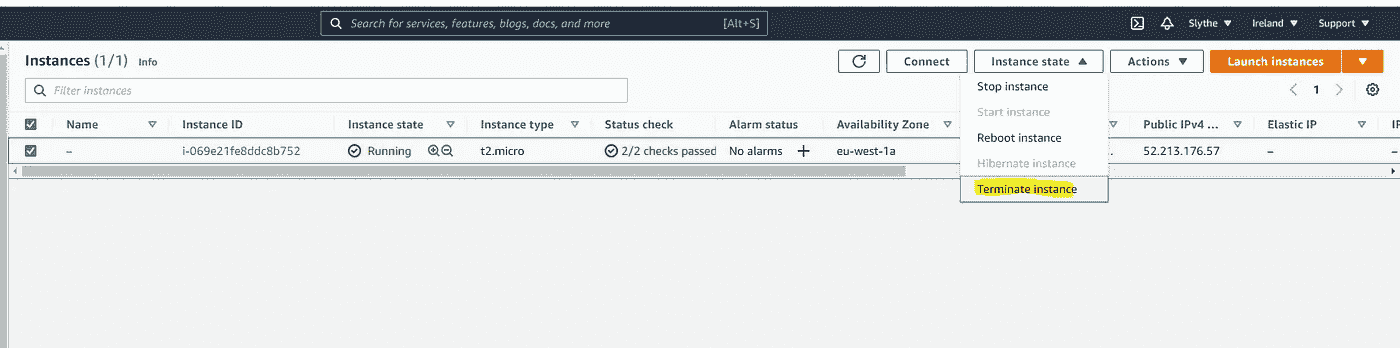 Search for services, features, blogs, docs, and more [Alt+S] Slythe Ireland Support
Instances (1/1) Info Connect Instance state Actions Launch instances
Filter instances 1
Stop instance
Start instance
Reboot instance
Hibernate instance
Terminate instance
Name Instance ID Instance state Instance type Status check Alarm status Availability Zone Public IPv4 ... Elastic IP IP
– i-069e21fe8ddc8b752 Running t2.micro 2/2 checks passed No alarms + eu-west-1a . 52.213.176.57 – –